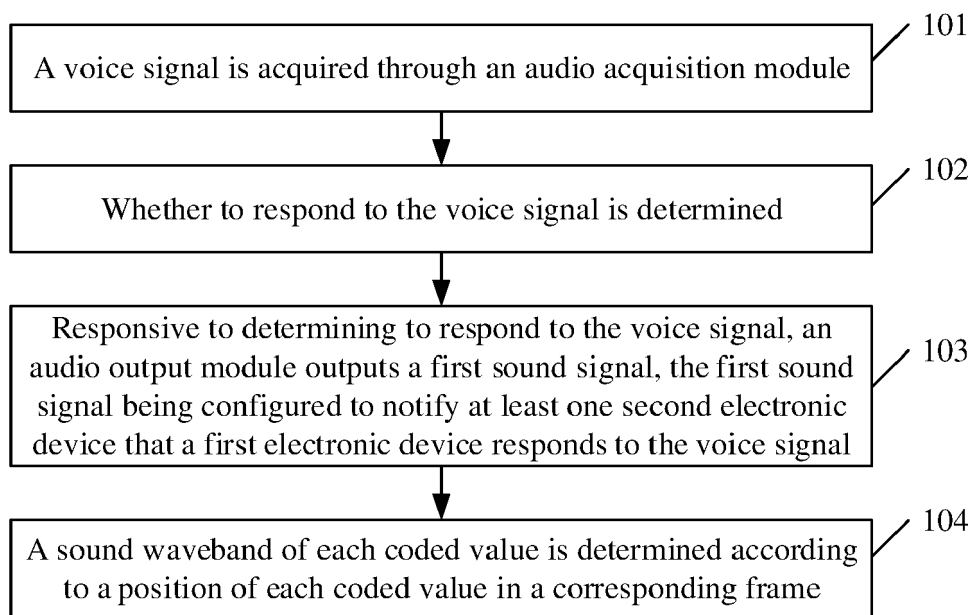 101
A voice signal is acquired through an audio acquisition module
102
Whether to respond to the voice signal is determined
103
Responsive to determining to respond to the voice signal, an
audio output module outputs a first sound signal, the first sound
signal being configured to notify at least one second electronic
device that a first electronic device responds to the voice signal
104
A sound waveband of each coded value is determined according
to a position of each coded value in a corresponding frame